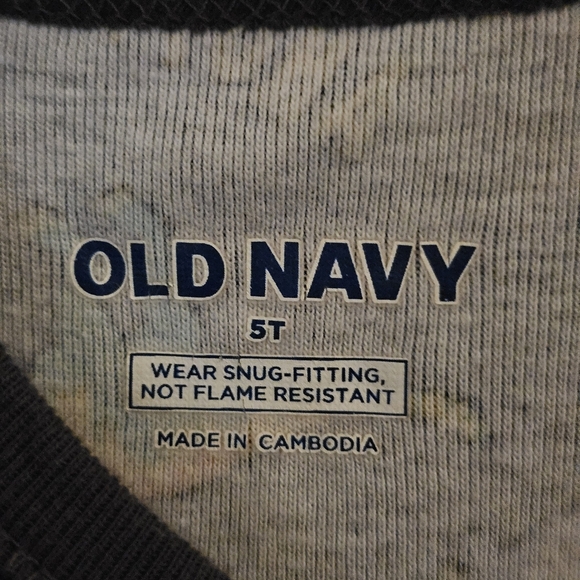 OLD NAVY
5T
WEAR SNUG-FITTING,
NOT FLAME RESISTANT
MADE IN CAMBODIA